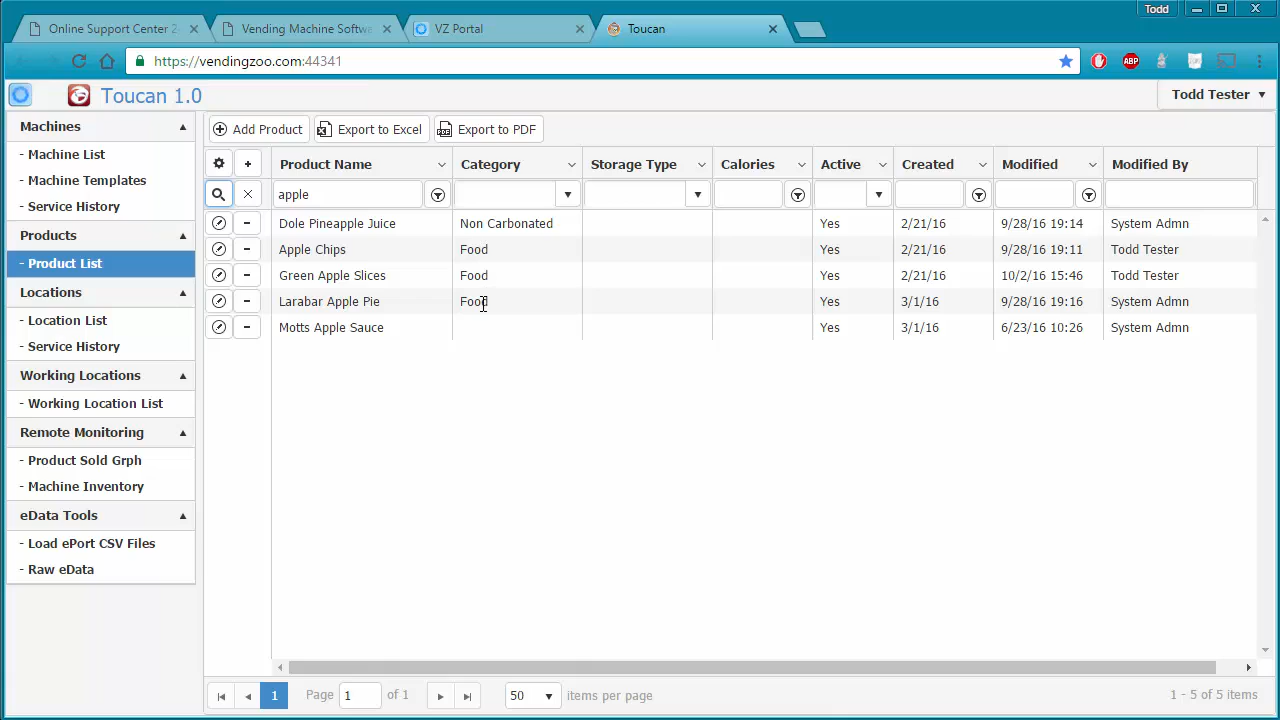 Todd
Online Support Center 2
Vending Machine Softw
VZ Portal
Toucan
https://vendingzoo.com:44341
ABP
Toucan 1.0
Todd Tester
Machines
- Machine List
- Machine Templates
- Service History
Products
- Product List
Locations
- Location List
- Service History
Working Locations
- Working Location List
Remote Monitoring
- Product Sold Grph
- Machine Inventory
eData Tools
- Load ePort CSV Files
- Raw eData
Add Product Export to Excel Export to PDF
Product Name Category Storage Type Calories Active Created Modified Modified By
apple
Dole Pineapple Juice Non Carbonated Yes 2/21/16 9/28/16 19:14 System Admn
Apple Chips Food Yes 2/21/16 9/28/16 19:11 Todd Tester
Green Apple Slices Food Yes 2/21/16 10/2/16 15:46 Todd Tester
Larabar Apple Pie Food Yes 3/1/16 9/28/16 19:16 System Admn
Motts Apple Sauce Yes 3/1/16 6/23/16 10:26 System Admn
1 Page 1 of 1 50 items per page 1 - 5 of 5 items